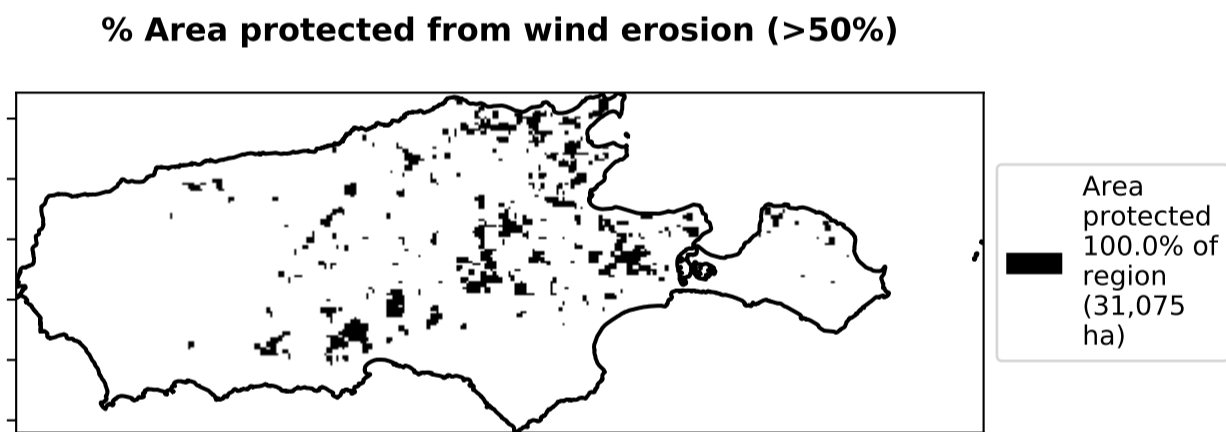 % Area protected from wind erosion (>50%)
Area
protected
100.0% of
region
(31,075
ha)